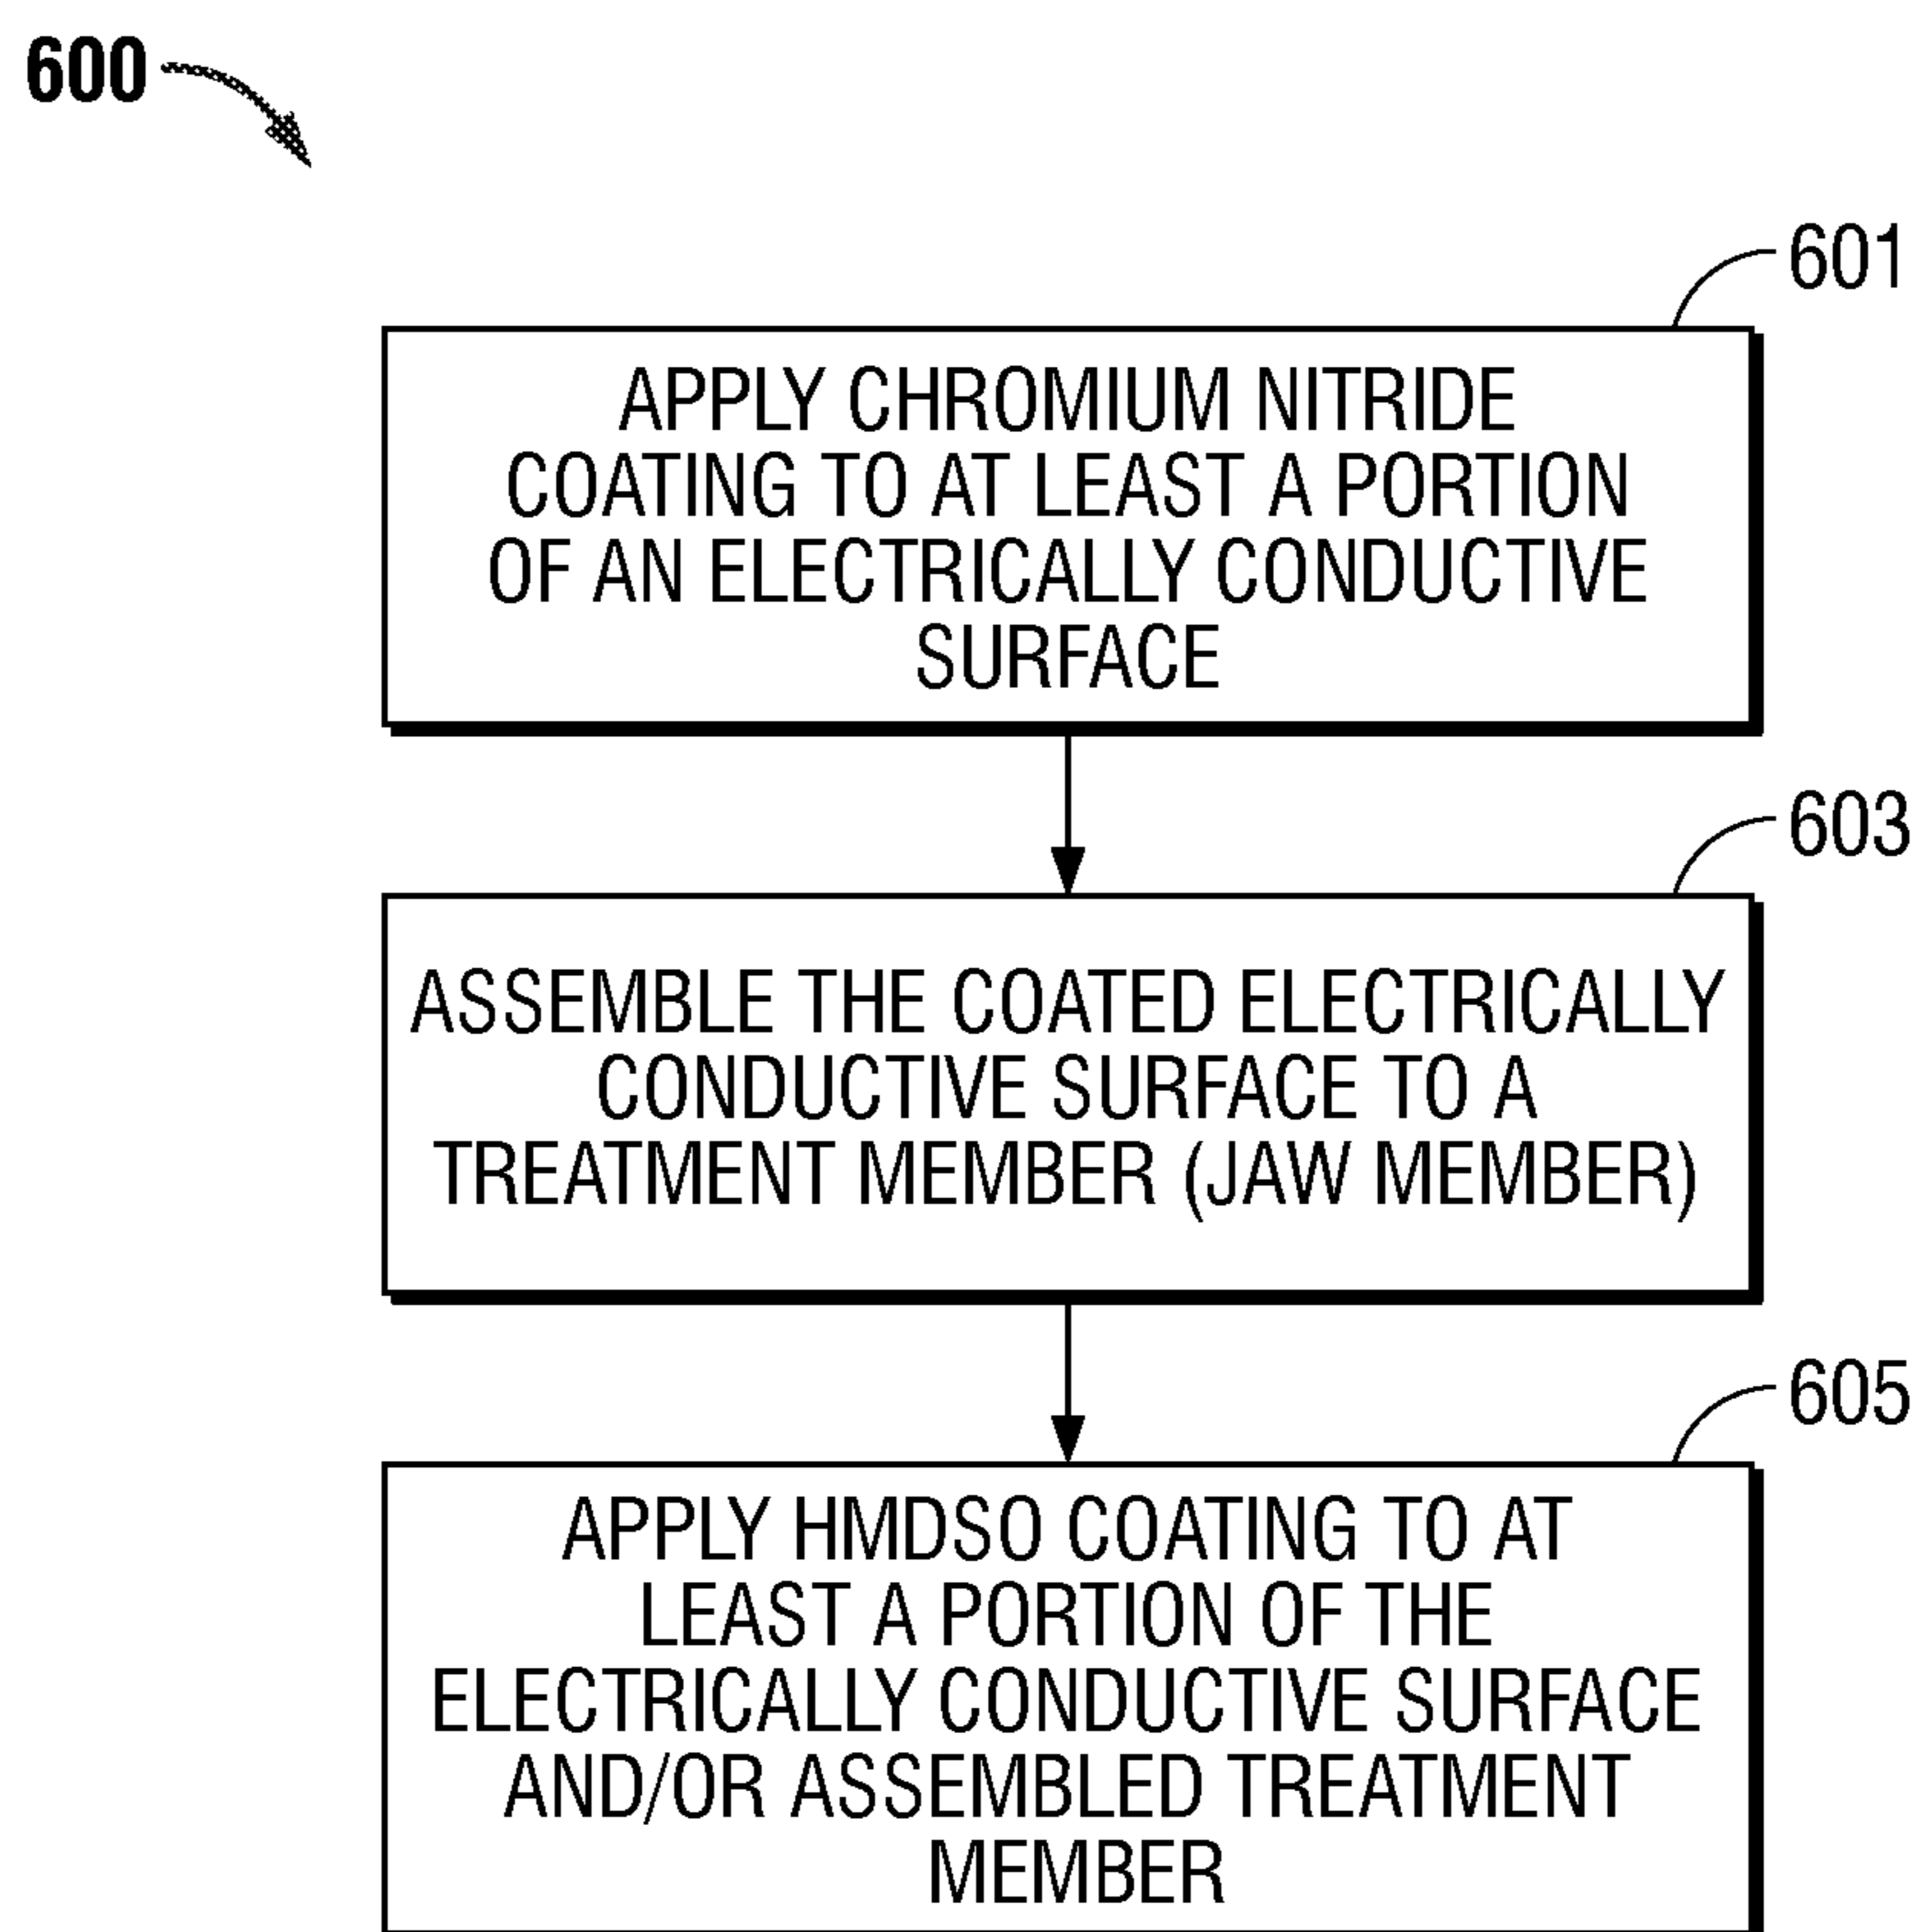 600
601
APPLY CHROMIUM NITRIDE
COATING TO AT LEAST A PORTION
OF AN ELECTRICALLY CONDUCTIVE
SURFACE
603
ASSEMBLE THE COATED ELECTRICALLY
CONDUCTIVE SURFACE TO A
TREATMENT MEMBER (JAW MEMBER)
605
APPLY HMDSO COATING TO AT
LEAST A PORTION OF THE
ELECTRICALLY CONDUCTIVE SURFACE
AND/OR ASSEMBLED TREATMENT
MEMBER